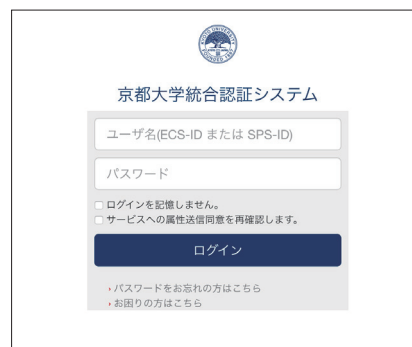 京都大学統合認証システム
ユーザ名(ECS-ID または SPS-ID)
パスワード
ログインを記憶しません。
サービスへの属性送信同意を再確認します。
ログイン
パスワードをお忘れの方はこちら
お困りの方はこちら